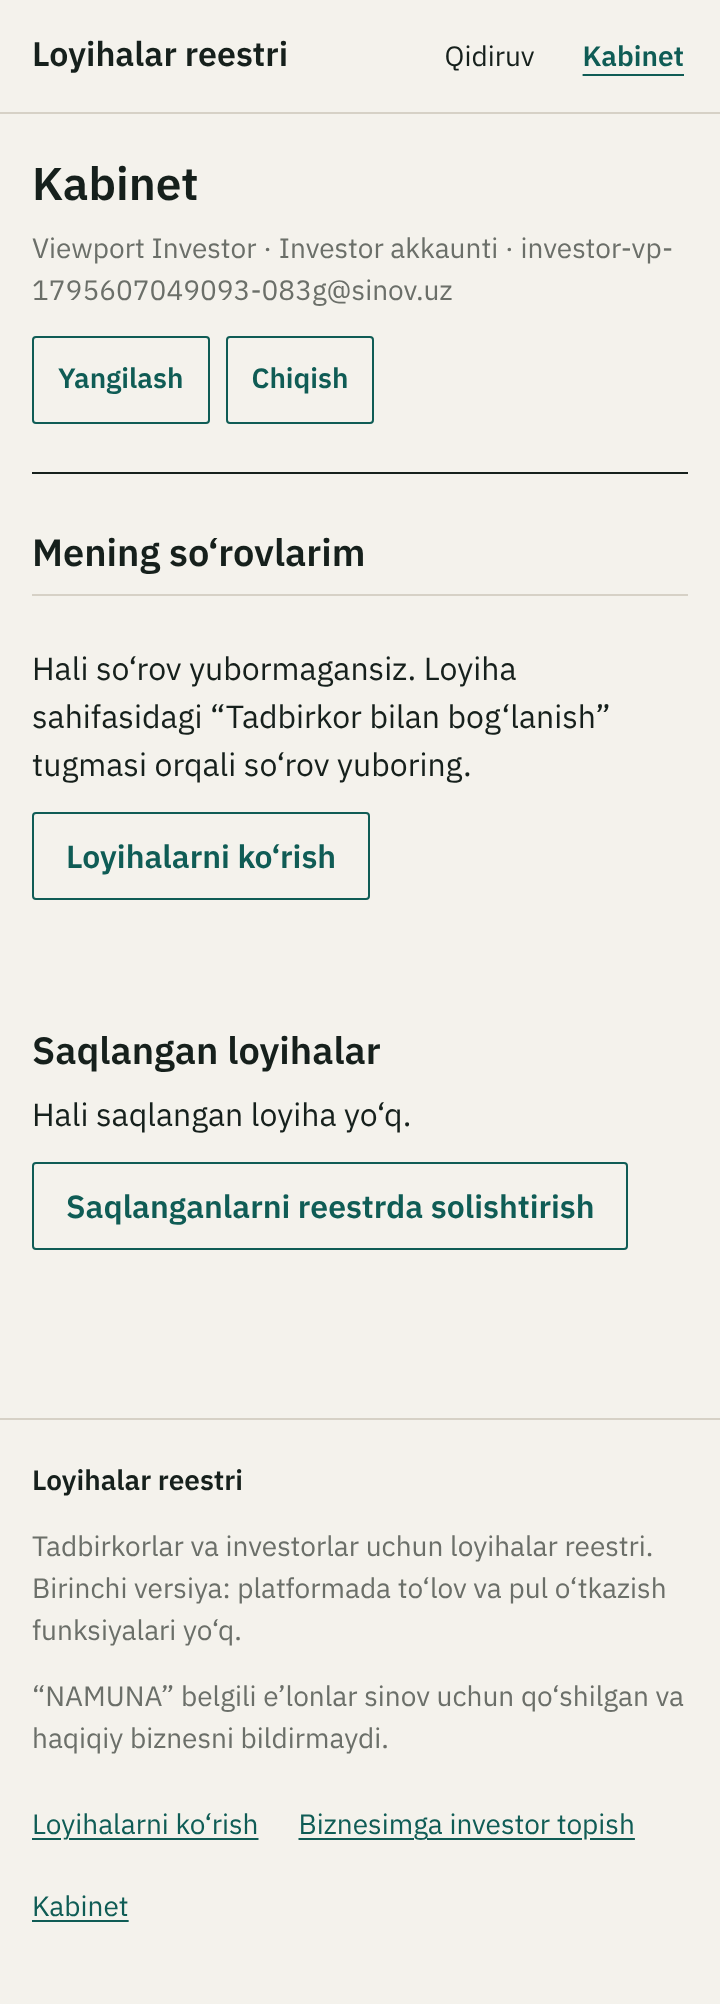 Loyihalar reestri
Qidiruv
Kabinet
Kabinet
Viewport Investor · Investor akkaunti · investor-vp-
1795607049093-083g@sinov.uz
Yangilash
Chiqish
Mening so‘rovlarim
Hali so‘rov yubormagansiz. Loyiha
sahifasidagi “Tadbirkor bilan bog‘lanish”
tugmasi orqali so‘rov yuboring.
Loyihalarni ko‘rish
Saqlangan loyihalar
Hali saqlangan loyiha yo‘q.
Saqlanganlarni reestrda solishtirish
Loyihalar reestri
Tadbirkorlar va investorlar uchun loyihalar reestri.
Birinchi versiya: platformada to‘lov va pul o‘tkazish
funksiyalari yo‘q.
“NAMUNA” belgili e’lonlar sinov uchun qo‘shilgan va
haqiqiy biznesni bildirmaydi.
Loyihalarni ko‘rish
Biznesimga investor topish
Kabinet